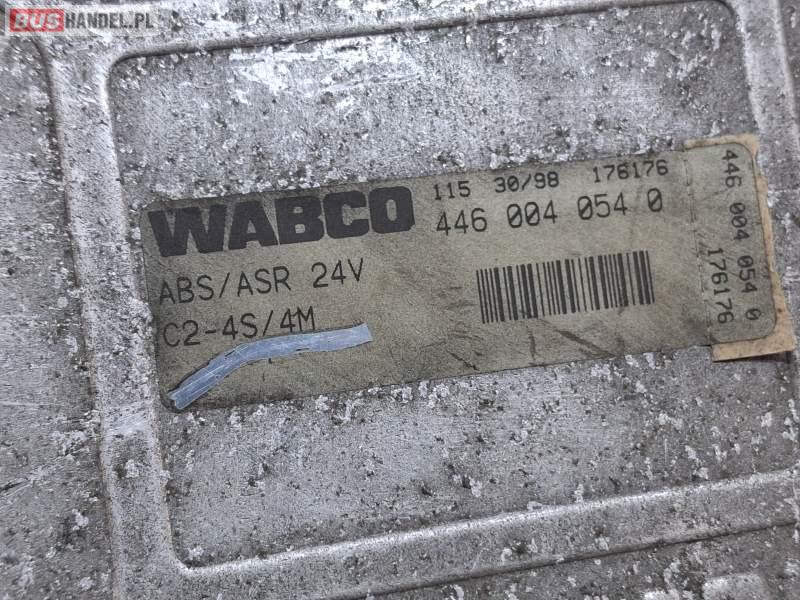 BUSHANDEL.PL
WABCO
115 30/98 176176
446 004 054 0
ABS/ASR 24V
C2-4S/4M
446 004 054 0
176176